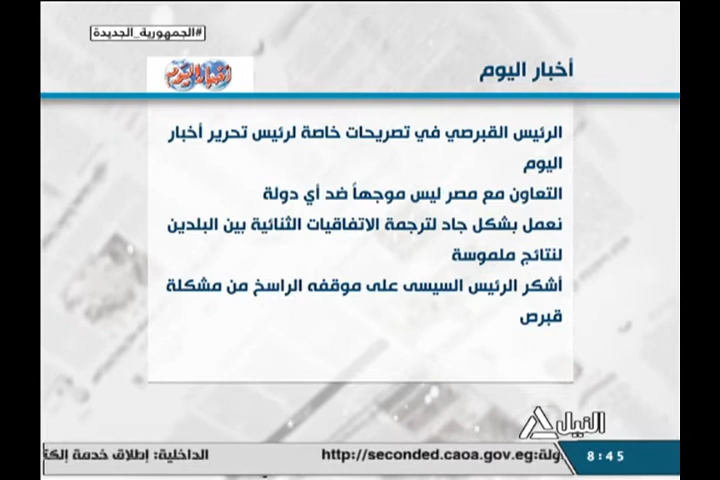 #الجمهورية_الجديدة
أخبار اليوم
أخبار اليوم
الرئيس القبرصي في تصريحات خاصة لرئيس تحرير أخبار
اليوم
التعاون مع مصر ليس موجهاً ضد أي دولة
نعمل بشكل جاد لترجمة الاتفاقيات الثنائية بين البلدين
لنتائج ملموسة
أشكر الرئيس السيسى على موقفه الراسخ من مشكلة
قبرص
النيل
8:45
ولة:http://seconded.caoa.gov.eg
الداخلية: إطلاق خدمة إلكت